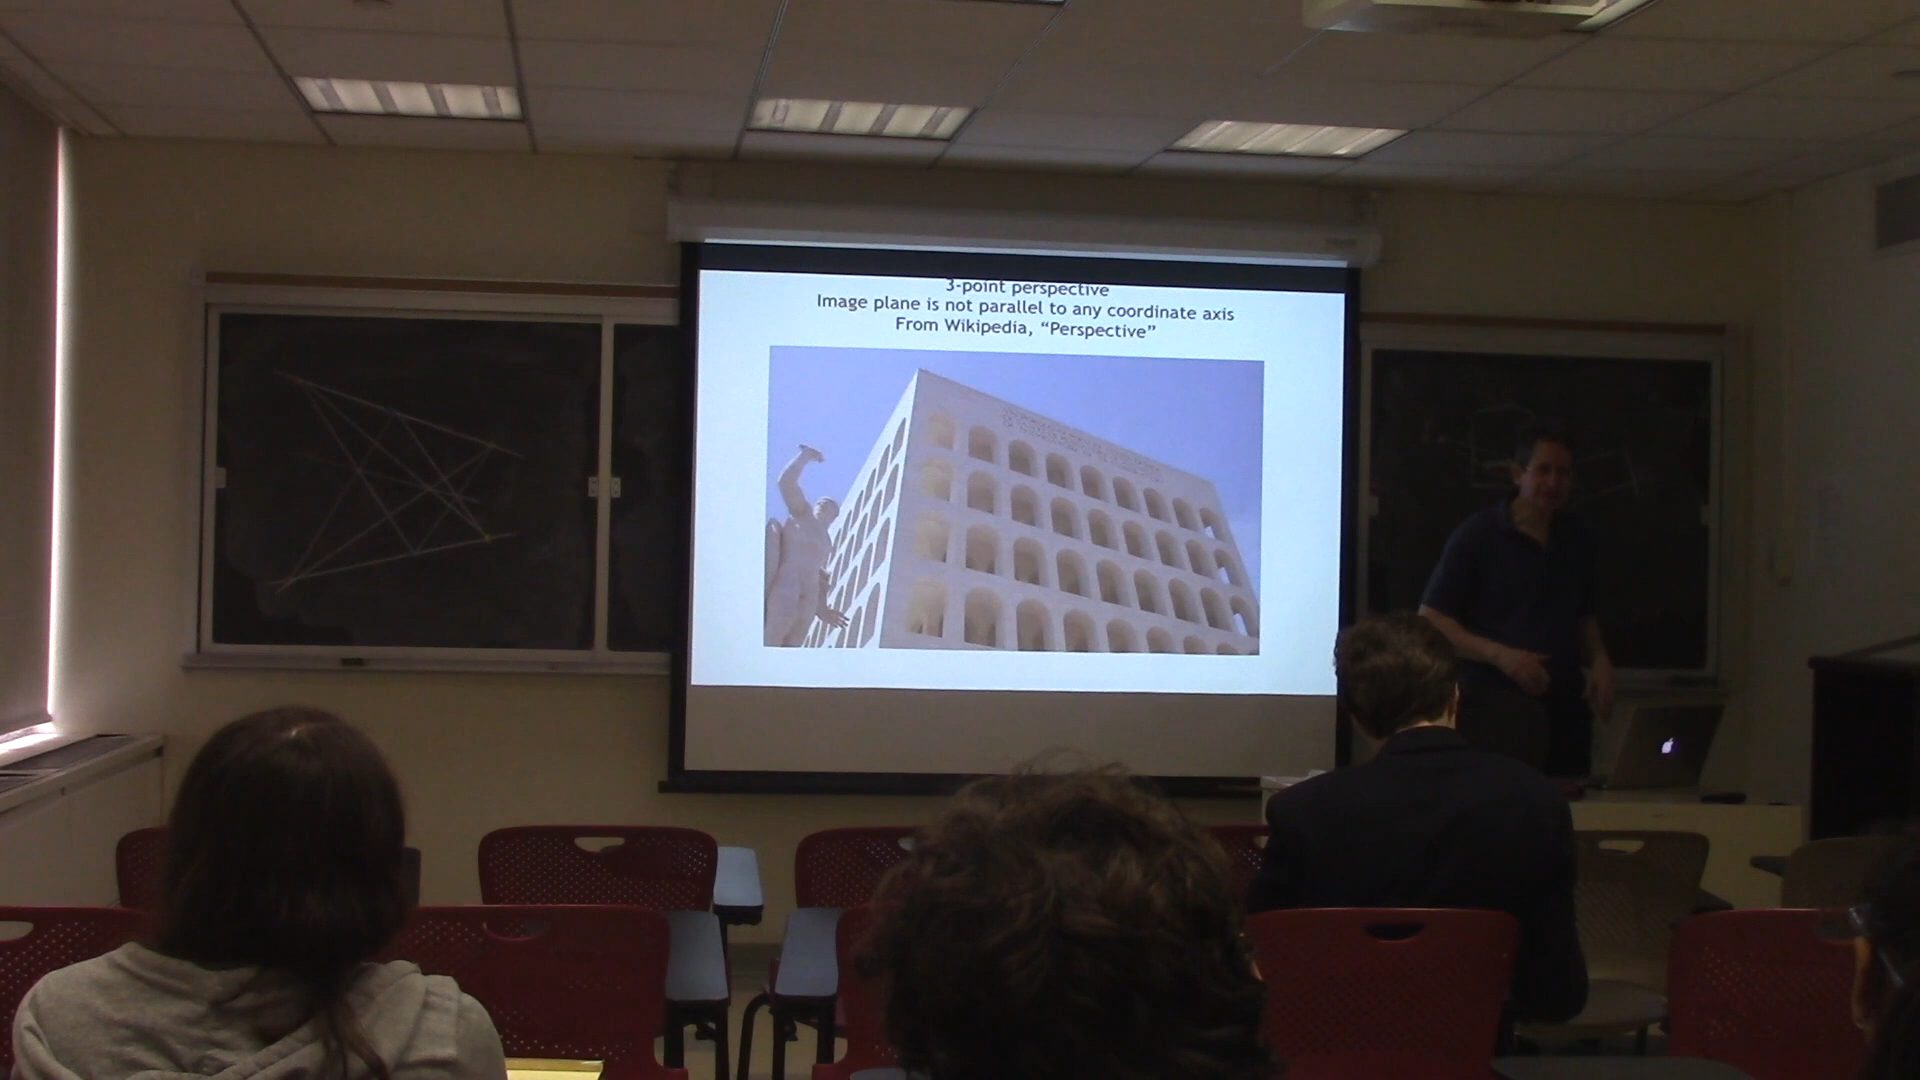 3-point perspective
Image plane is not parallel to any coordinate axis
From Wikipedia, “Perspective”